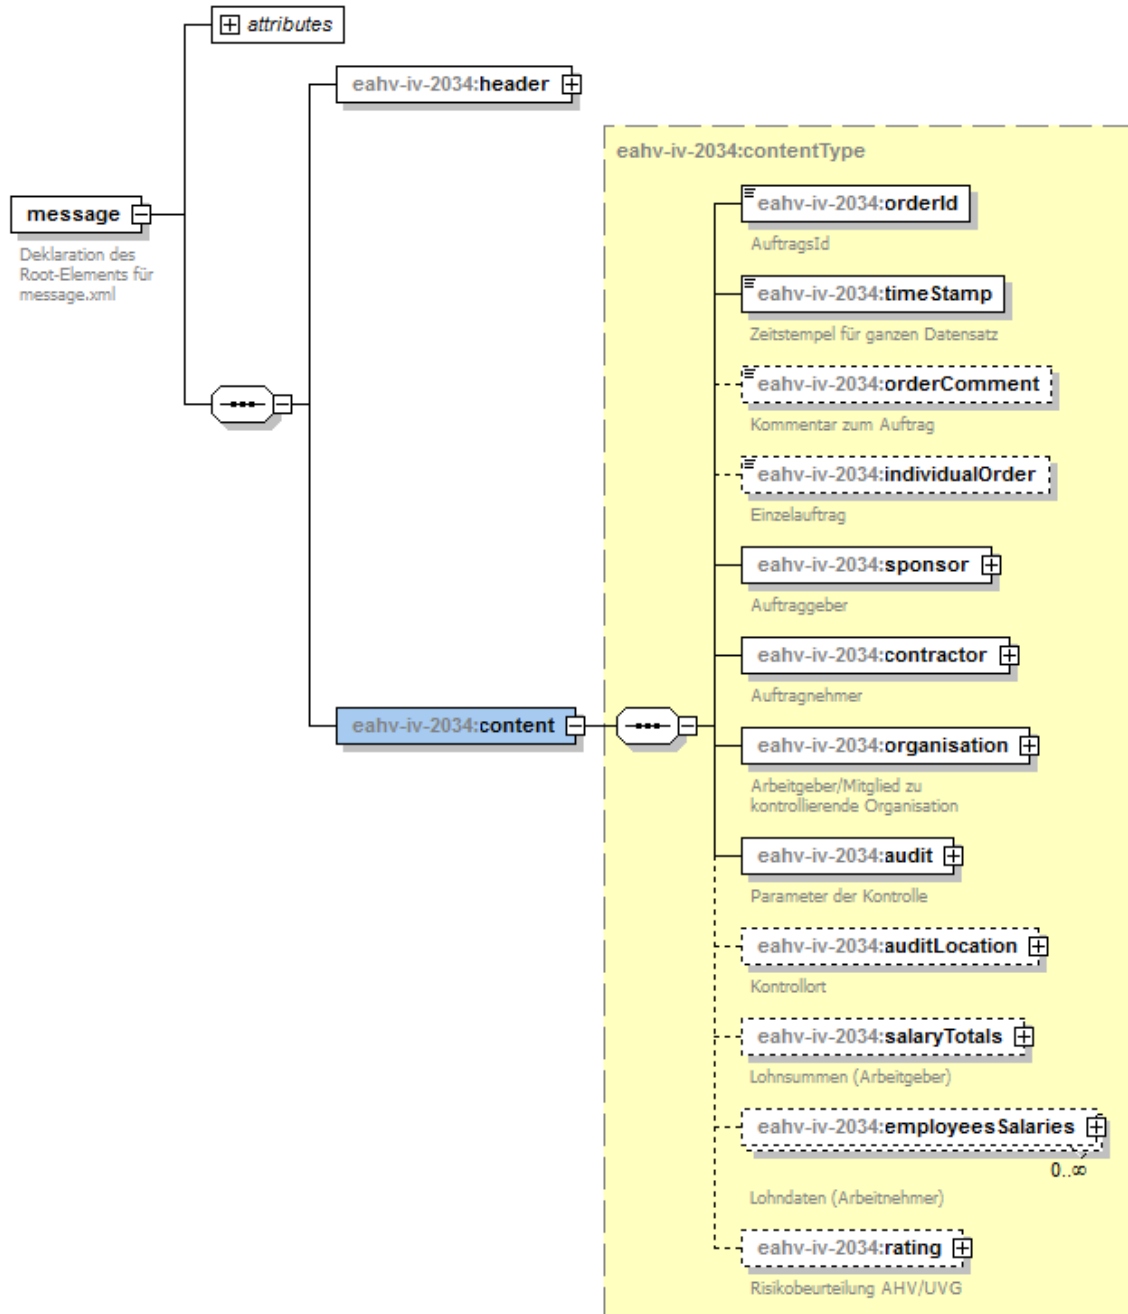 attributes
eahv-iv-2034:header
eahv-iv-2034:contentType
message
Deklaration des
Root-Elements für
message.xml
eahv-iv-2034:orderId
AuftragsId
eahv-iv-2034:timeStamp
Zeitstempel für ganzen Datensatz
eahv-iv-2034:orderComment
Kommentar zum Auftrag
eahv-iv-2034:individualOrder
Einzelauftrag
eahv-iv-2034:sponsor
Auftraggeber
eahv-iv-2034:contractor
Auftragnehmer
eahv-iv-2034:content
eahv-iv-2034:organisation
Arbeitgeber/Mitglied zu
kontrollierende Organisation
eahv-iv-2034:audit
Parameter der Kontrolle
eahv-iv-2034:auditLocation
Kontrollort
eahv-iv-2034:salaryTotals
Lohnsummen (Arbeitgeber)
eahv-iv-2034:employeesSalaries
0..∞
Lohndaten (Arbeitnehmer)
eahv-iv-2034:rating
Risikobeurteilung AHV/UVG